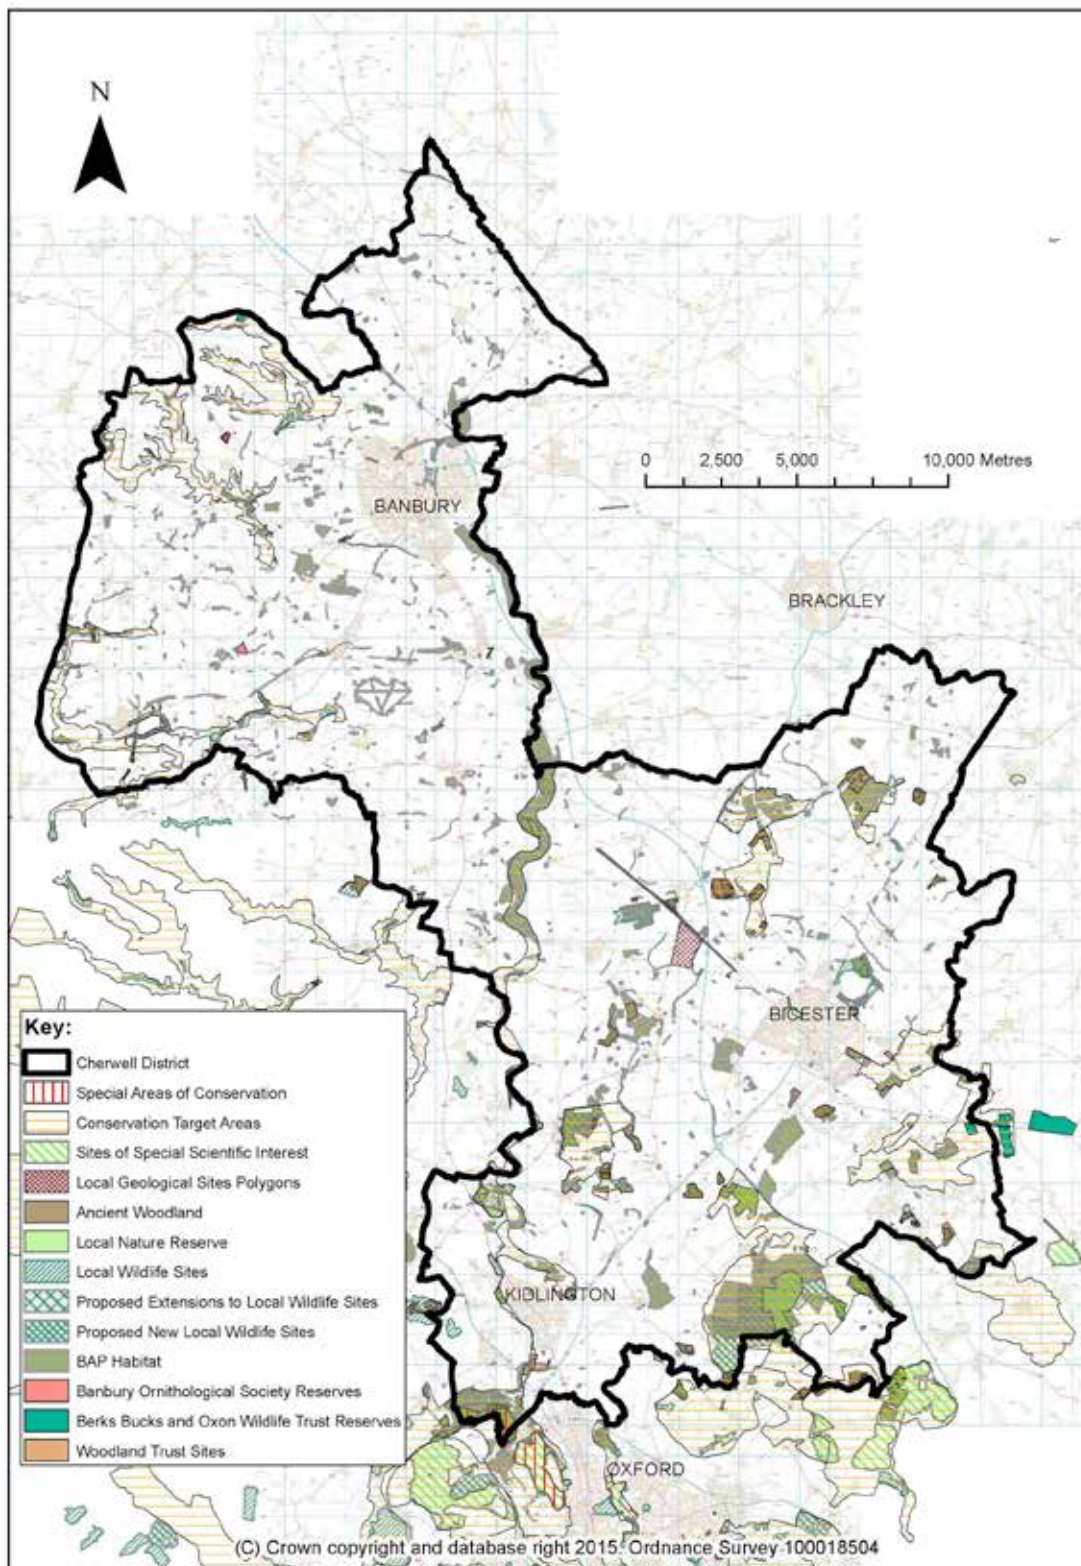 N
0 2,500 5,000 10,000 Metres
BANBURY
BRACKLEY
BICESTER
KIDLINGTON
OXFORD
Key:
Cherwell District
Special Areas of Conservation
Conservation Target Areas
Sites of Special Scientific Interest
Local Geological Sites Polygons
Ancient Woodland
Local Nature Reserve
Local Wildlife Sites
Proposed Extensions to Local Wildlife Sites
Proposed New Local Wildlife Sites
BAP Habitat
Banbury Ornithological Society Reserves
Berks Bucks and Oxon Wildlife Trust Reserves
Woodland Trust Sites
(C) Crown copyright and database right 2015. Ordnance Survey 100018504